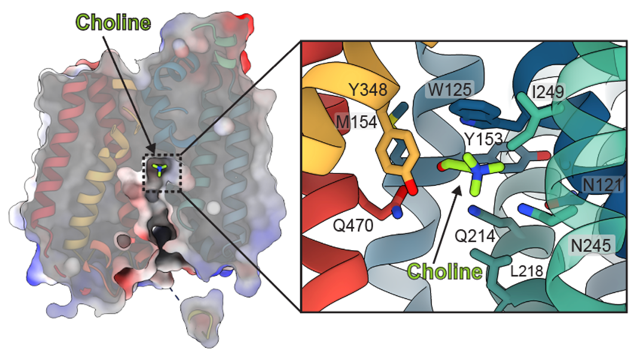 Choline
Y348
W125
I249
M154
Y153
N121
Q470
Q214
N245
Choline
L218